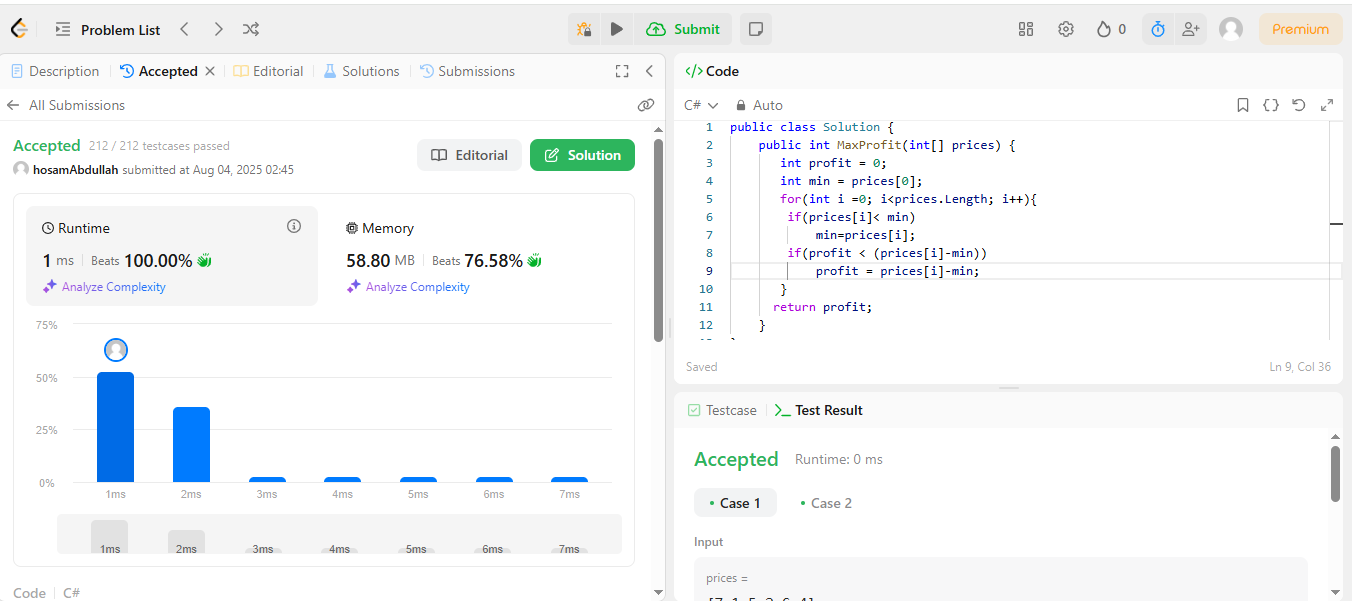 Problem List
Submit
0
Premium
Description
Accepted
Editorial
Solutions
Submissions
All Submissions
Accepted 212 / 212 testcases passed
hosamAbdullah submitted at Aug 04, 2025 02:45
Editorial
Solution
Runtime
1 ms Beats 100.00%
Analyze Complexity
Memory
58.80 MB Beats 76.58%
Analyze Complexity
75%
50%
25%
0%
1ms 2ms 3ms 4ms 5ms 6ms 7ms
1ms 2ms 3ms 4ms 5ms 6ms 7ms
Code C#
</> Code
C# Auto
1 public class Solution {
2 public int MaxProfit(int[] prices) {
3 int profit = 0;
4 int min = prices[0];
5 for(int i =0; i<prices.Length; i++){
6 if(prices[i]< min)
7 min=prices[i];
8 if(profit < (prices[i]-min))
9 profit = prices[i]-min;
10 }
11 return profit;
12 }
Saved
Ln 9, Col 36
Testcase
Test Result
Accepted Runtime: 0 ms
Case 1
Case 2
Input
prices =